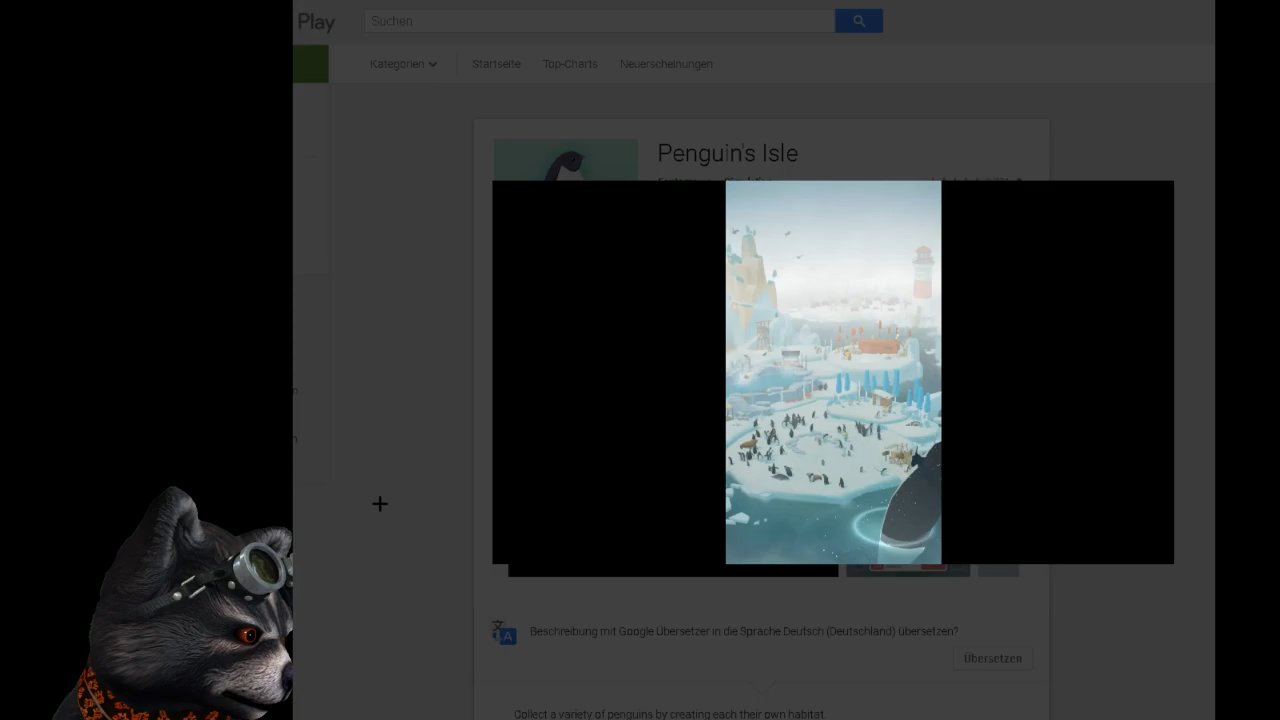 Play
Suchen
Kategorien
Startseite
Top-Charts
Neuerscheinungen
Penguin's Isle
Beschreibung mit Google Übersetzer in die Sprache Deutsch (Deutschland) übersetzen?
Übersetzen
Collect a variety of penguins by creating each their own habitat.